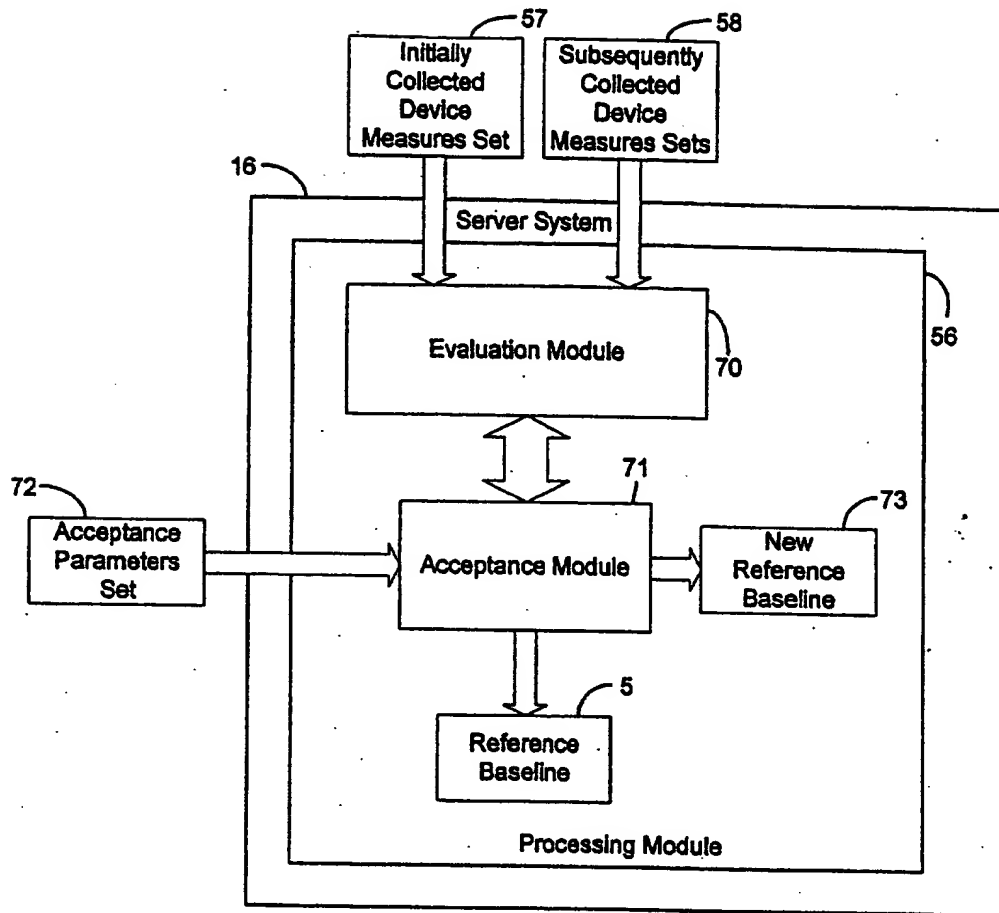 57
58
Initially
Collected
Device
Measures Set
Subsequently
Collected
Device
Measures Sets
16
Server System
56
Evaluation Module
70
71
72
73
Acceptance
Parameters
Set
Acceptance Module
New
Reference
Baseline
5
Reference
Baseline
Processing Module